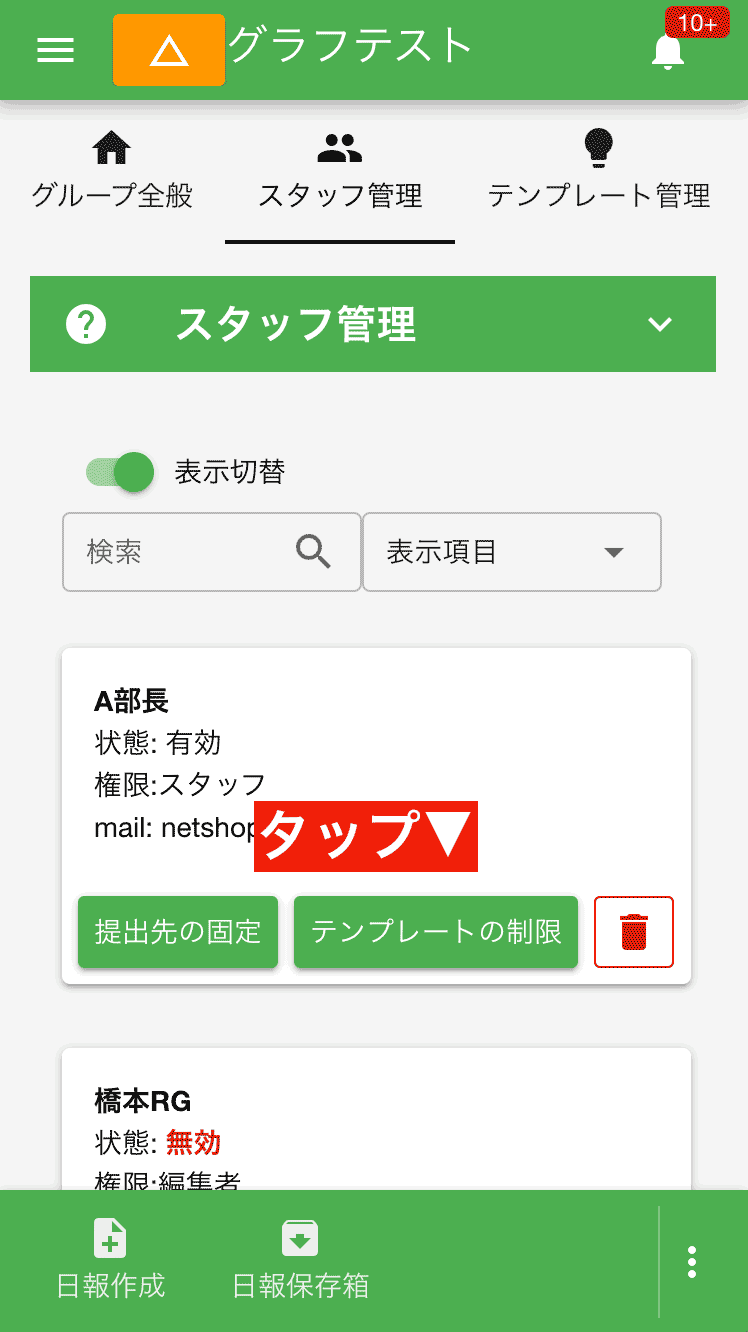 グラフテスト
10+
グループ全般
スタッフ管理
テンプレート管理
スタッフ管理
表示切替
検索
表示項目
A部長
状態: 有効
権限:スタッフ
mail: netshop
タップ▼
提出先の固定
テンプレートの制限
橋本RG
状態: 無効
権限:編集者
日報作成
日報保存箱